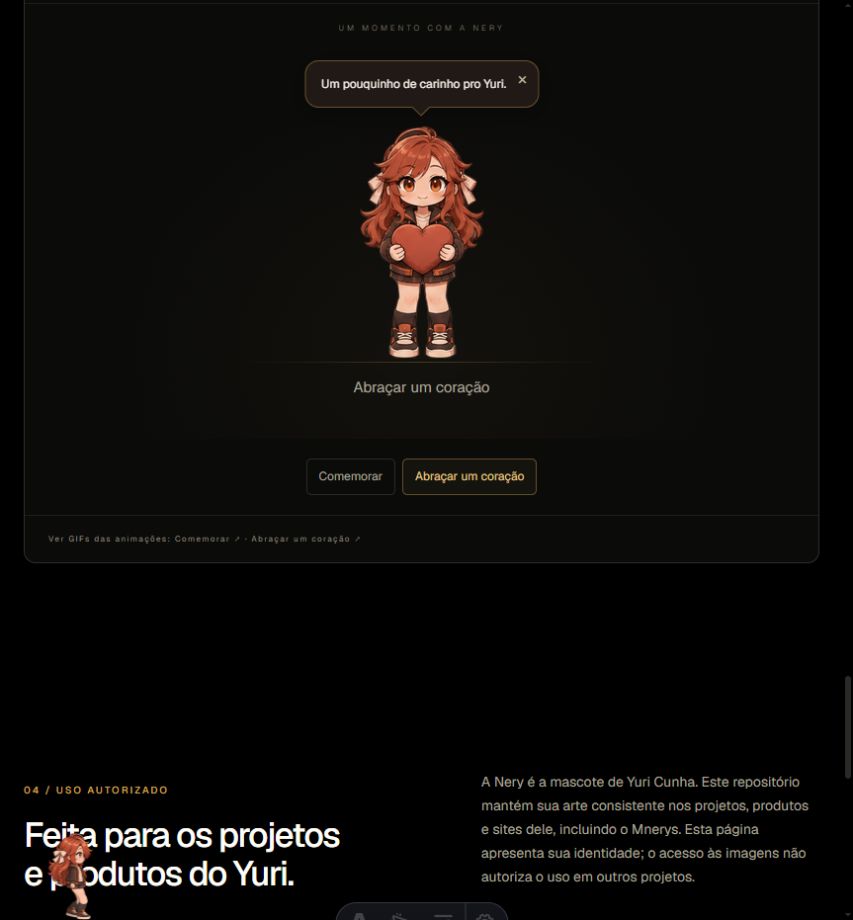 UM MOMENTO COM A NERY
Um pouquinho de carinho pro Yuri. ×
Abraçar um coração
Comemorar
Abraçar um coração
Ver GIFs das animações: Comemorar ↗ · Abraçar um coração ↗
04 / USO AUTORIZADO
Feita para os projetos
e produtos do Yuri.
A Nery é a mascote de Yuri Cunha. Este repositório
mantém sua arte consistente nos projetos, produtos
e sites dele, incluindo o Mnerys. Esta página
apresenta sua identidade; o acesso às imagens não
autoriza o uso em outros projetos.